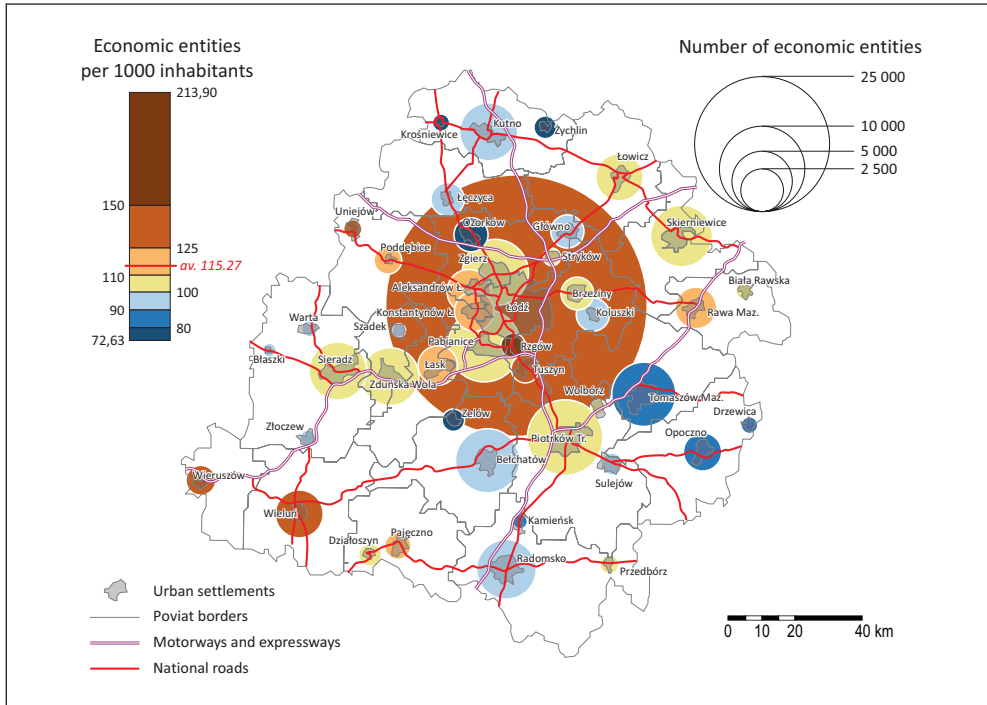 Economic entities
per 1000 inhabitants
213,90
150
125
av. 115.27
110
100
90
80
72,63
Number of economic entities
25 000
10 000
5 000
2 500
Krośniewice
Kutno
Żychlin
Łowicz
Łęczyca
Uniejów
Ozorków
Główno
Skierniewice
Poddębice
Zgierz
Stryków
Aleksandrów Ł.
Brzeziny
Biała Rawska
Konstantynów Ł.
Łódź
Koluszki
Rawa Maz.
Warta
Szadek
Pabianice
Rzgów
Błaszki
Sieradz
Łask
Tuszyn
Zduńska Wola
Wolbórz
Tomaszów Maz.
Drzewica
Zelów
Złoczew
Piotrków Tr.
Opoczno
Bełchatów
Sulejów
Wieruszów
Wieluń
Kamieńsk
Działoszyn
Pajęczno
Radomsko
Przedbórz
Urban settlements
Poviat borders
Motorways and expressways
National roads
0 5 10 20 40 km